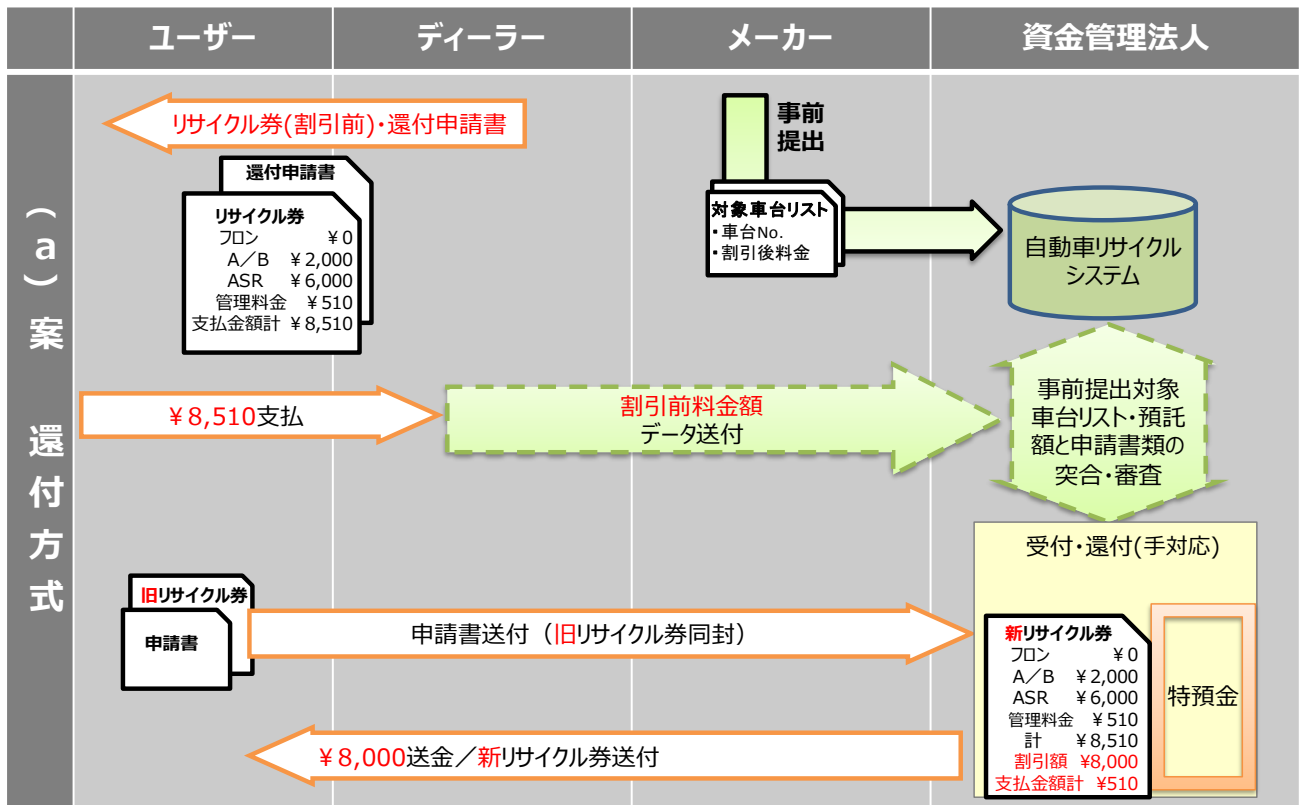 ユーザー
ディーラー
メーカー
資金管理法人
(a)案 還付方式
リサイクル券(割引前)・還付申請書
還付申請書
リサイクル券
フロン ¥0
A／B ¥2,000
ASR ¥6,000
管理料金 ¥510
支払金額計 ¥8,510
事前
提出
対象車台リスト
▪車台No.
▪割引後料金
自動車リサイクル
システム
¥8,510支払
割引前料金額
データ送付
事前提出対象
車台リスト・預託
額と申請書類の
突合・審査
受付・還付(手対応)
旧リサイクル券
申請書
申請書送付（旧リサイクル券同封）
新リサイクル券
フロン ¥0
A／B ¥2,000
ASR ¥6,000
管理料金 ¥510
計 ¥8,510
割引額 ¥8,000
支払金額計 ¥510
特預金
¥8,000送金／新リサイクル券送付